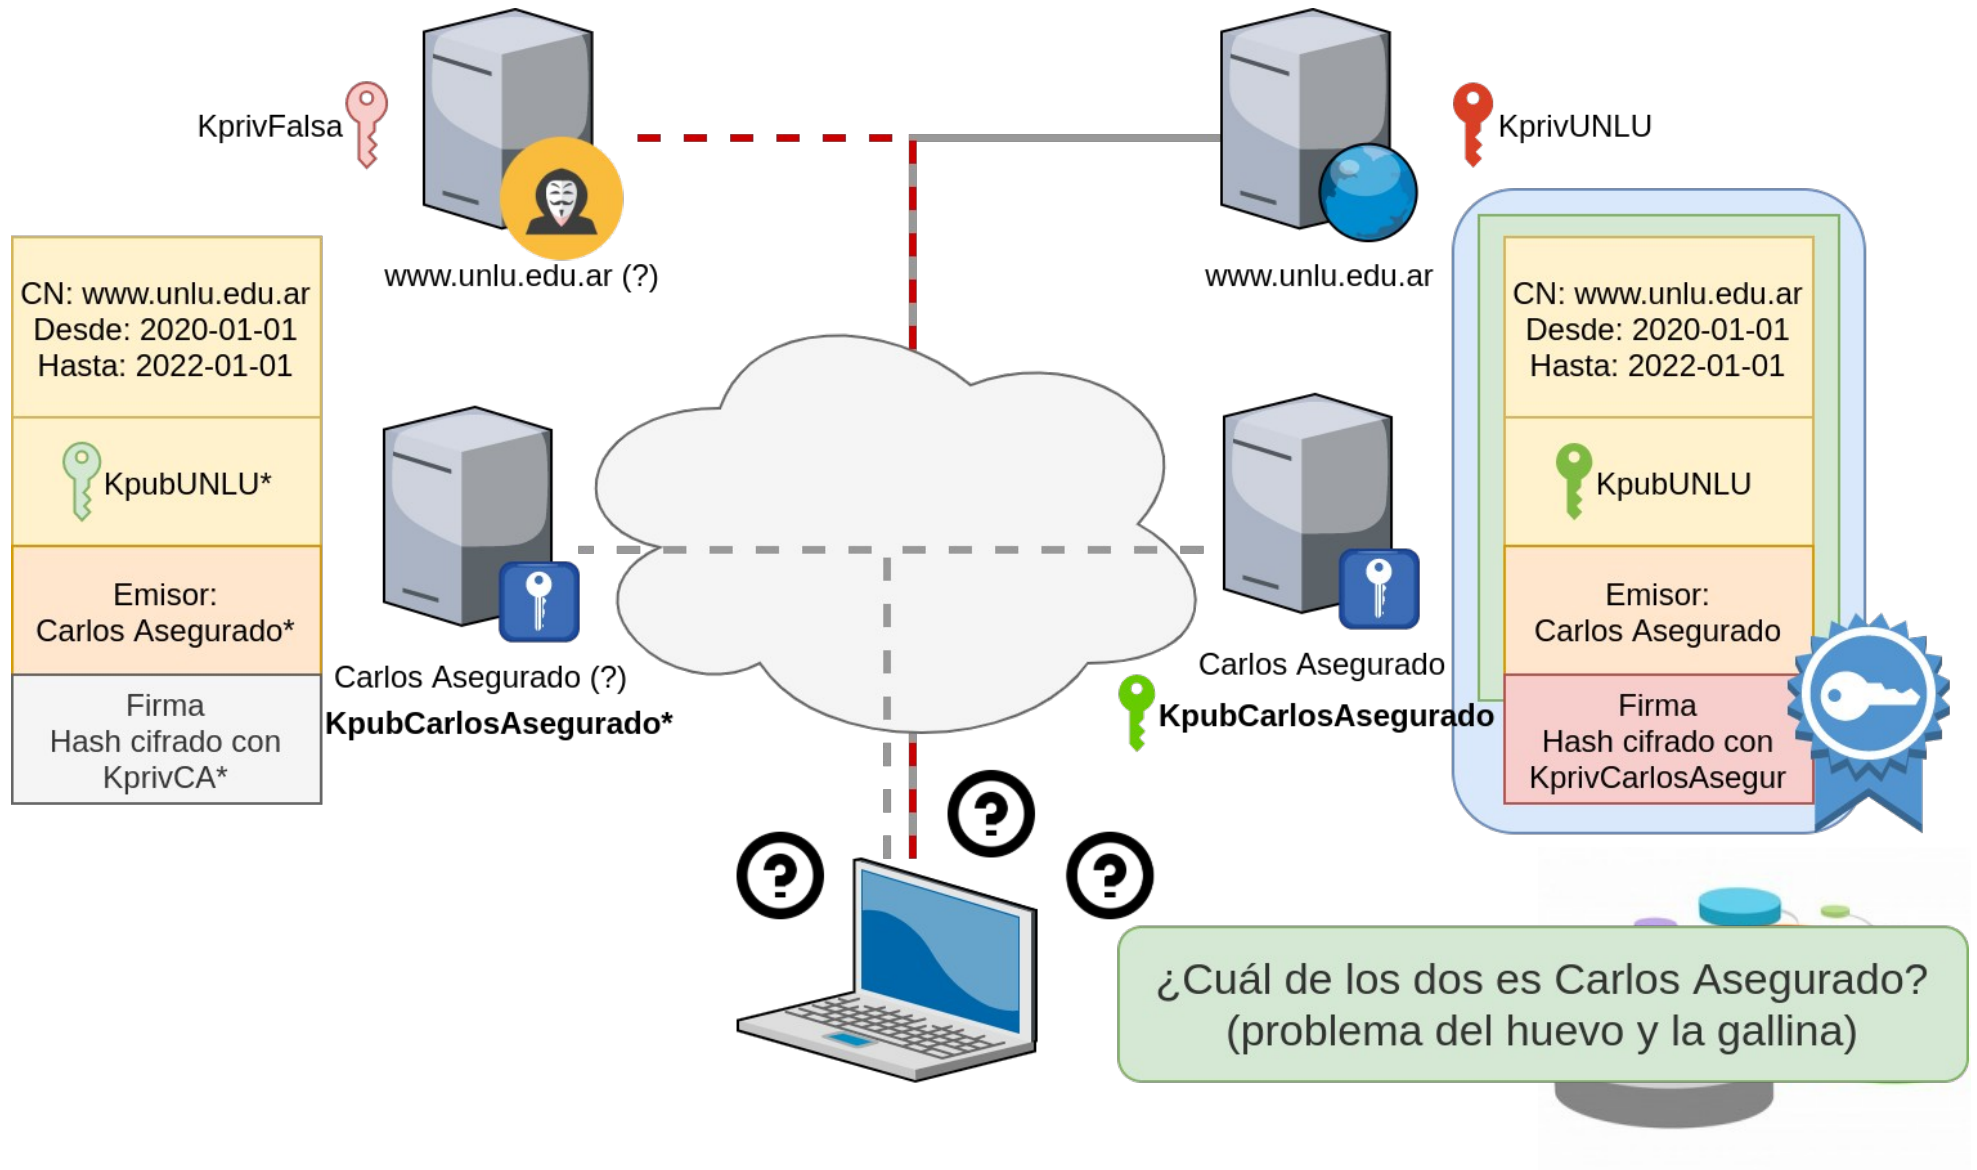 KprivFalsa
www.unlu.edu.ar (?)
KprivUNLU
www.unlu.edu.ar
CN: www.unlu.edu.ar
Desde: 2020-01-01
Hasta: 2022-01-01
KpubUNLU*
Emisor:
Carlos Asegurado*
Firma
Hash cifrado con
KprivCA*
Carlos Asegurado (?)
KpubCarlosAsegurado*
Carlos Asegurado
KpubCarlosAsegurado
CN: www.unlu.edu.ar
Desde: 2020-01-01
Hasta: 2022-01-01
KpubUNLU
Emisor:
Carlos Asegurado
Firma
Hash cifrado con
KprivCarlosAsegur
? ? ?
¿Cuál de los dos es Carlos Asegurado?
(problema del huevo y la gallina)